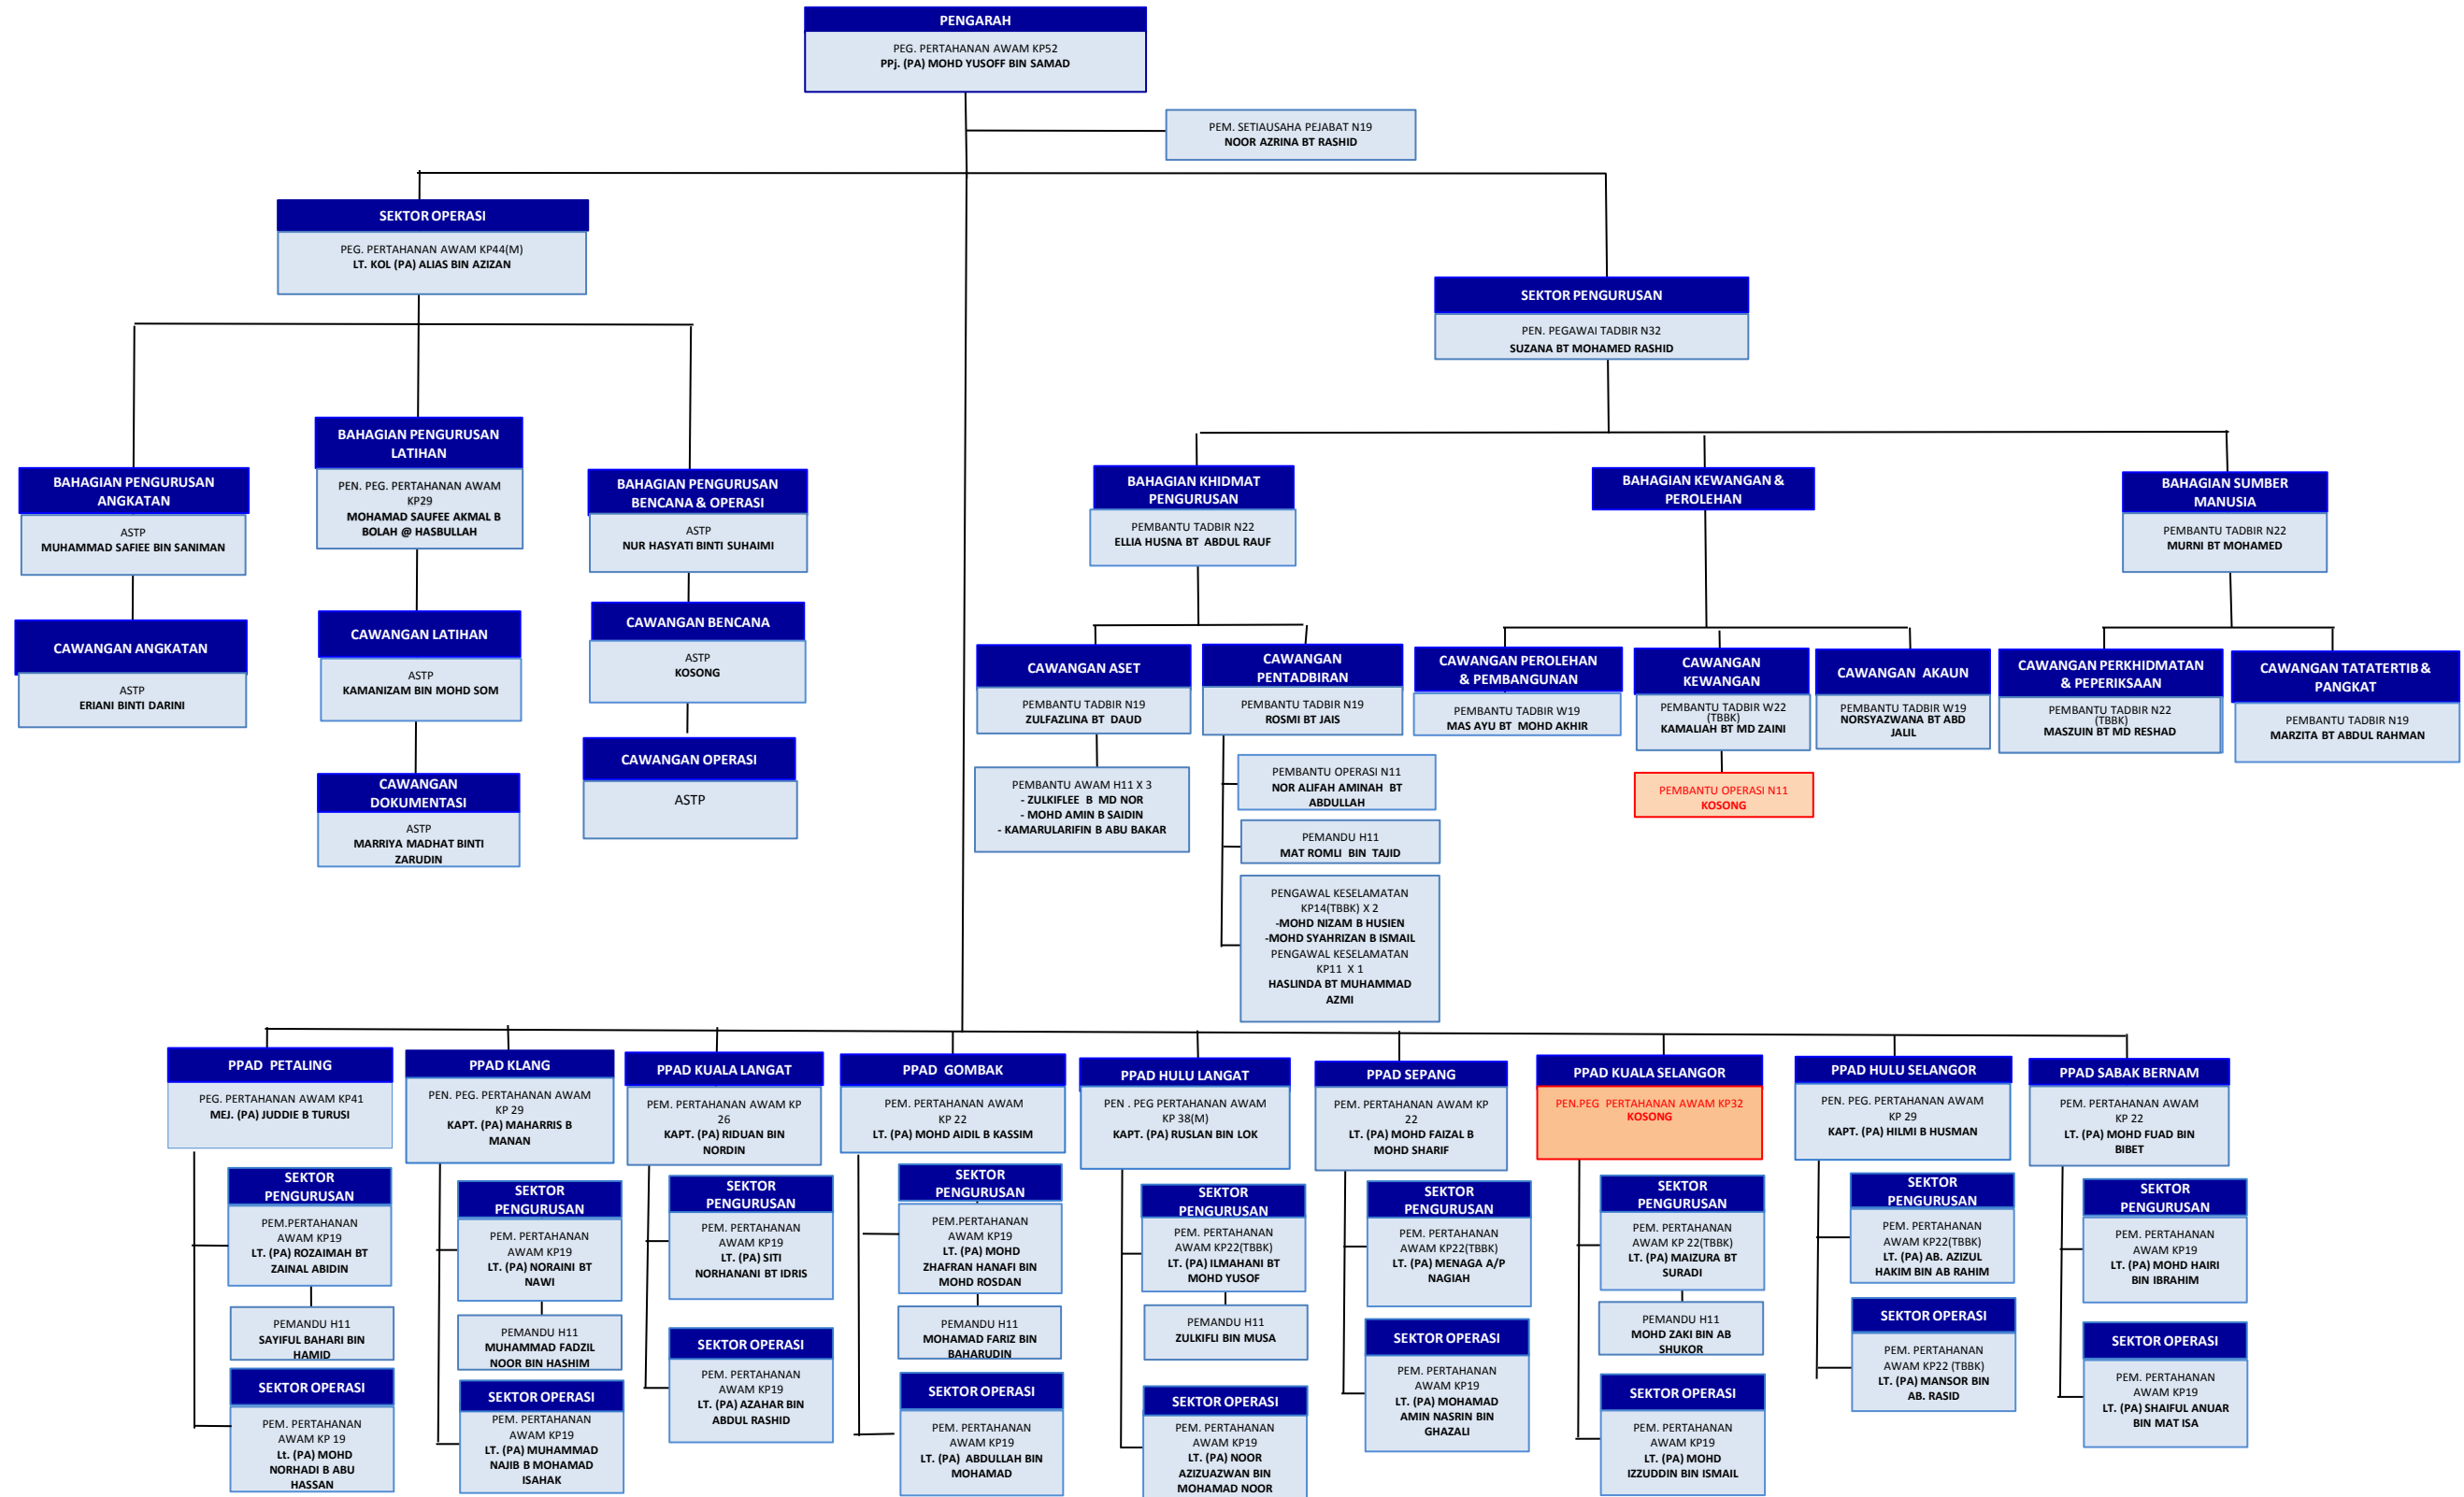 PENGARAH
PEG. PERTAHANAN AWAM KP52
PPj. (PA) MOHD YUSOFF BIN SAMAD
PEM. SETIAUSAHA PEJABAT N19
NOOR AZRINA BT RASHID
SEKTOR OPERASI
PEG. PERTAHANAN AWAM KP44(M)
LT. KOL (PA) ALIAS BIN AZIZAN
SEKTOR PENGURUSAN
PEN. PEGAWAI TADBIR N32
SUZANA BT MOHAMED RASHID
BAHAGIAN PENGURUSAN
ANGKATAN
ASTP
MUHAMMAD SAFIEE BIN SANIMAN
CAWANGAN ANGKATAN
ASTP
ERIANI BINTI DARINI
BAHAGIAN PENGURUSAN
LATIHAN
PEN. PEG. PERTAHANAN AWAM
KP29
MOHAMAD SAUFEE AKMAL B
BOLAH @ HASBULLAH
CAWANGAN LATIHAN
ASTP
KAMANIZAM BIN MOHD SOM
CAWANGAN
DOKUMENTASI
ASTP
MARRIYA MADHAT BINTI
ZARUDIN
BAHAGIAN PENGURUSAN
BENCANA & OPERASI
ASTP
NUR HASYATI BINTI SUHAIMI
CAWANGAN BENCANA
ASTP
KOSONG
CAWANGAN OPERASI
ASTP
BAHAGIAN KHIDMAT
PENGURUSAN
PEMBANTU TADBIR N22
ELLIA HUSNA BT ABDUL RAUF
CAWANGAN ASET
PEMBANTU TADBIR N19
ZULFAZLINA BT DAUD
PEMBANTU AWAM H11 X 3
- ZULKIFLEE B MD NOR
- MOHD AMIN B SAIDIN
- KAMARULARIFIN B ABU BAKAR
CAWANGAN
PENTADBIRAN
PEMBANTU TADBIR N19
ROSMI BT JAIS
PEMBANTU OPERASI N11
NOR ALIFAH AMINAH BT
ABDULLAH
PEMANDU H11
MAT ROMLI BIN TAJID
PENGAWAL KESELAMATAN
KP14(TBBK) X 2
-MOHD NIZAM B HUSIEN
-MOHD SYAHRIZAN B ISMAIL
PENGAWAL KESELAMATAN
KP11 X 1
HASLINDA BT MUHAMMAD
AZMI
BAHAGIAN KEWANGAN &
PEROLEHAN
CAWANGAN PEROLEHAN
& PEMBANGUNAN
PEMBANTU TADBIR W19
MAS AYU BT MOHD AKHIR
CAWANGAN
KEWANGAN
PEMBANTU TADBIR W22
(TBBK)
KAMALIAH BT MD ZAINI
PEMBANTU OPERASI N11
KOSONG
CAWANGAN AKAUN
PEMBANTU TADBIR W19
NORSYAZWANA BT ABD
JALIL
BAHAGIAN SUMBER
MANUSIA
PEMBANTU TADBIR N22
MURNI BT MOHAMED
CAWANGAN PERKHIDMATAN
& PEPERIKSAAN
PEMBANTU TADBIR N22
(TBBK)
MASZUIN BT MD RESHAD
CAWANGAN TATATERTIB &
PANGKAT
PEMBANTU TADBIR N19
MARZITA BT ABDUL RAHMAN
PPAD PETALING
PEG. PERTAHANAN AWAM KP41
MEJ. (PA) JUDDIE B TURUSI
SEKTOR
PENGURUSAN
PEM.PERTAHANAN
AWAM KP19
LT. (PA) ROZAIMAH BT
ZAINAL ABIDIN
PEMANDU H11
SAYIFUL BAHARI BIN
HAMID
SEKTOR OPERASI
PEM. PERTAHANAN
AWAM KP 19
Lt. (PA) MOHD
NORHADI B ABU
HASSAN
PPAD KLANG
PEN. PEG. PERTAHANAN AWAM
KP 29
KAPT. (PA) MAHARRIS B
MANAN
SEKTOR
PENGURUSAN
PEM. PERTAHANAN
AWAM KP19
LT. (PA) NORAINI BT
NAWI
PEMANDU H11
MUHAMMAD FADZIL
NOOR BIN HASHIM
SEKTOR OPERASI
PEM. PERTAHANAN
AWAM KP19
LT. (PA) MUHAMMAD
NAJIB B MOHAMAD
ISAHAK
PPAD KUALA LANGAT
PEM. PERTAHANAN AWAM KP
26
KAPT. (PA) RIDUAN BIN
NORDIN
SEKTOR
PENGURUSAN
PEM. PERTAHANAN
AWAM KP19
LT. (PA) SITI
NORHANANI BT IDRIS
SEKTOR OPERASI
PEM. PERTAHANAN
AWAM KP19
LT. (PA) AZAHAR BIN
ABDUL RASHID
PPAD GOMBAK
PEM. PERTAHANAN AWAM
KP 22
LT. (PA) MOHD AIDIL B KASSIM
SEKTOR
PENGURUSAN
PEM.PERTAHANAN
AWAM KP19
LT. (PA) MOHD
ZHAFRAN HANAFI BIN
MOHD ROSDAN
PEMANDU H11
MOHAMAD FARIZ BIN
BAHARUDIN
SEKTOR OPERASI
PEM. PERTAHANAN
AWAM KP19
LT. (PA) ABDULLAH BIN
MOHAMAD
PPAD HULU LANGAT
PEN . PEG PERTAHANAN AWAM
KP 38(M)
KAPT. (PA) RUSLAN BIN LOK
SEKTOR
PENGURUSAN
PEM. PERTAHANAN
AWAM KP22(TBBK)
LT. (PA) ILMAHANI BT
MOHD YUSOF
PEMANDU H11
ZULKIFLI BIN MUSA
SEKTOR OPERASI
PEM. PERTAHANAN
AWAM KP19
LT. (PA) NOOR
AZIZUAZWAN BIN
MOHAMAD NOOR
PPAD SEPANG
PEM. PERTAHANAN AWAM KP
22
LT. (PA) MOHD FAIZAL B
MOHD SHARIF
SEKTOR
PENGURUSAN
PEM. PERTAHANAN
AWAM KP22(TBBK)
LT. (PA) MENAGA A/P
NAGIAH
SEKTOR OPERASI
PEM. PERTAHANAN
AWAM KP19
LT. (PA) MOHAMAD
AMIN NASRIN BIN
GHAZALI
PPAD KUALA SELANGOR
PEN.PEG PERTAHANAN AWAM KP32
KOSONG
SEKTOR
PENGURUSAN
PEM. PERTAHANAN
AWAM KP 22(TBBK)
LT. (PA) MAIZURA BT
SURADI
PEMANDU H11
MOHD ZAKI BIN AB
SHUKOR
SEKTOR OPERASI
PEM. PERTAHANAN
AWAM KP19
LT. (PA) MOHD
IZZUDDIN BIN ISMAIL
PPAD HULU SELANGOR
PEN. PEG. PERTAHANAN AWAM
KP 29
KAPT. (PA) HILMI B HUSMAN
SEKTOR
PENGURUSAN
PEM. PERTAHANAN
AWAM KP22(TBBK)
LT. (PA) AB. AZIZUL
HAKIM BIN AB RAHIM
SEKTOR OPERASI
PEM. PERTAHANAN
AWAM KP22 (TBBK)
LT. (PA) MANSOR BIN
AB. RASID
PPAD SABAK BERNAM
PEM. PERTAHANAN AWAM
KP 22
LT. (PA) MOHD FUAD BIN
BIBET
SEKTOR
PENGURUSAN
PEM. PERTAHANAN
AWAM KP19
LT. (PA) MOHD HAIRI
BIN IBRAHIM
SEKTOR OPERASI
PEM. PERTAHANAN
AWAM KP19
LT. (PA) SHAIFUL ANUAR
BIN MAT ISA